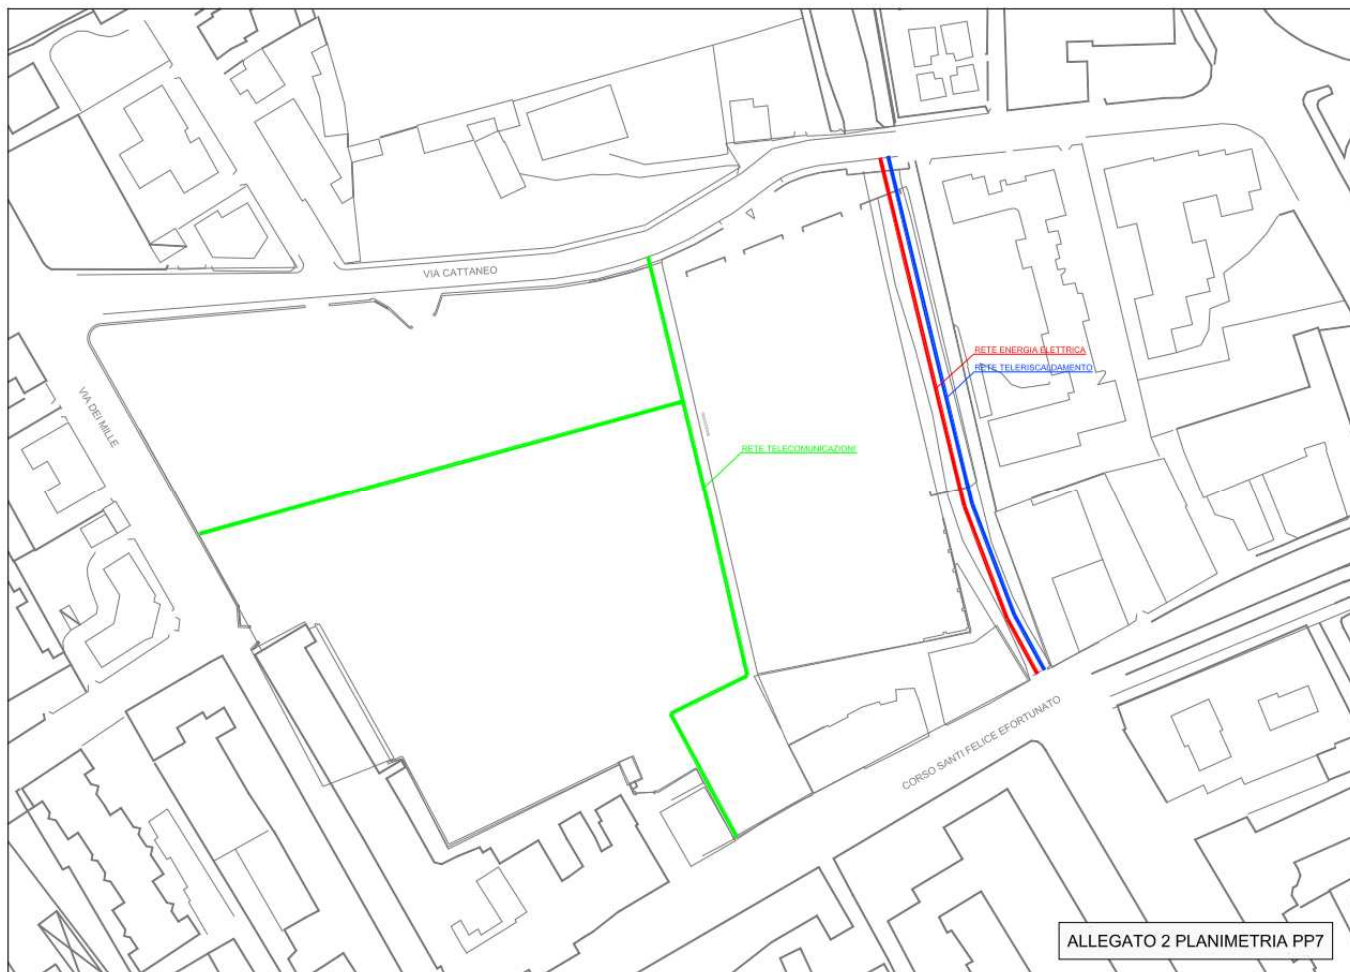 VIA CATTANEO
RETE ENERGIA ELETTRICA
RETE TELERISCALDAMENTO
VIA DEI MILLE
RETE TELECOMUNICAZIONI
CORSO SANTI FELICE EFORTUNATO
ALLEGATO 2 PLANIMETRIA PP7